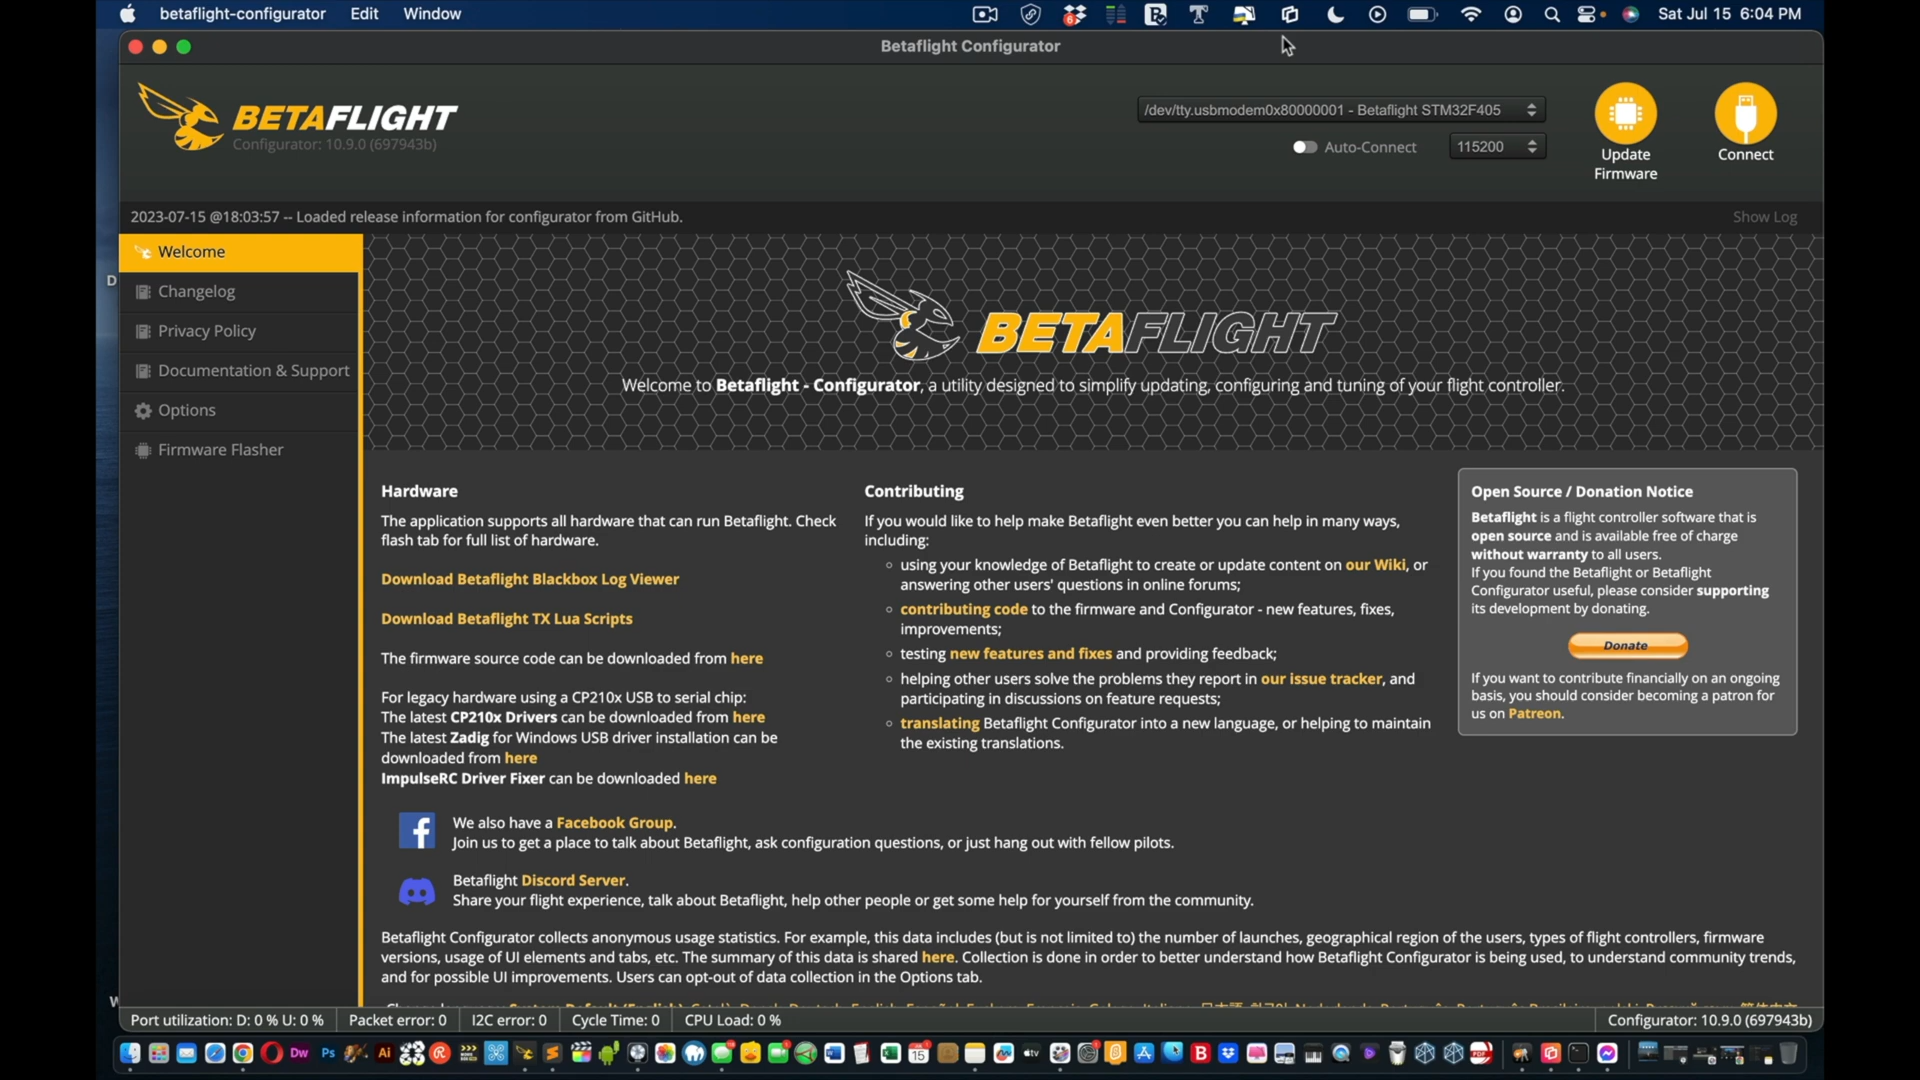 betaflight-configurator Edit Window
Sat Jul 15 6:04 PM
Betaflight Configurator
BETAFLIGHT
Configurator: 10.9.0 (697943b)
/dev/tty.usbmodem0x80000001 - Betaflight STM32F405
Auto-Connect
115200
Update
Firmware
Connect
2023-07-15 @18:03:57 -- Loaded release information for configurator from GitHub.
Show Log
Welcome
Changelog
Privacy Policy
Documentation & Support
Options
Firmware Flasher
BETAFLIGHT
Welcome to Betaflight - Configurator, a utility designed to simplify updating, configuring and tuning of your flight controller.
Hardware
The application supports all hardware that can run Betaflight. Check
flash tab for full list of hardware.
Download Betaflight Blackbox Log Viewer
Download Betaflight TX Lua Scripts
The firmware source code can be downloaded from here
For legacy hardware using a CP210x USB to serial chip:
The latest CP210x Drivers can be downloaded from here
The latest Zadig for Windows USB driver installation can be
downloaded from here
ImpulseRC Driver Fixer can be downloaded here
Contributing
If you would like to help make Betaflight even better you can help in many ways,
including:
using your knowledge of Betaflight to create or update content on our Wiki, or
answering other users' questions in online forums;
contributing code to the firmware and Configurator - new features, fixes,
improvements;
testing new features and fixes and providing feedback;
helping other users solve the problems they report in our issue tracker, and
participating in discussions on feature requests;
translating Betaflight Configurator into a new language, or helping to maintain
the existing translations.
Open Source / Donation Notice
Betaflight is a flight controller software that is
open source and is available free of charge
without warranty to all users.
If you found the Betaflight or Betaflight
Configurator useful, please consider supporting
its development by donating.
Donate
If you want to contribute financially on an ongoing
basis, you should consider becoming a patron for
us on Patreon.
We also have a Facebook Group.
Join us to get a place to talk about Betaflight, ask configuration questions, or just hang out with fellow pilots.
Betaflight Discord Server.
Share your flight experience, talk about Betaflight, help other people or get some help for yourself from the community.
Betaflight Configurator collects anonymous usage statistics. For example, this data includes (but is not limited to) the number of launches, geographical region of the users, types of flight controllers, firmware
versions, usage of UI elements and tabs, etc. The summary of this data is shared here. Collection is done in order to better understand how Betaflight Configurator is being used, to understand community trends,
and for possible UI improvements. Users can opt-out of data collection in the Options tab.
Port utilization: D: 0 % U: 0 %
Packet error: 0
I2C error: 0
Cycle Time: 0
CPU Load: 0 %
Configurator: 10.9.0 (697943b)